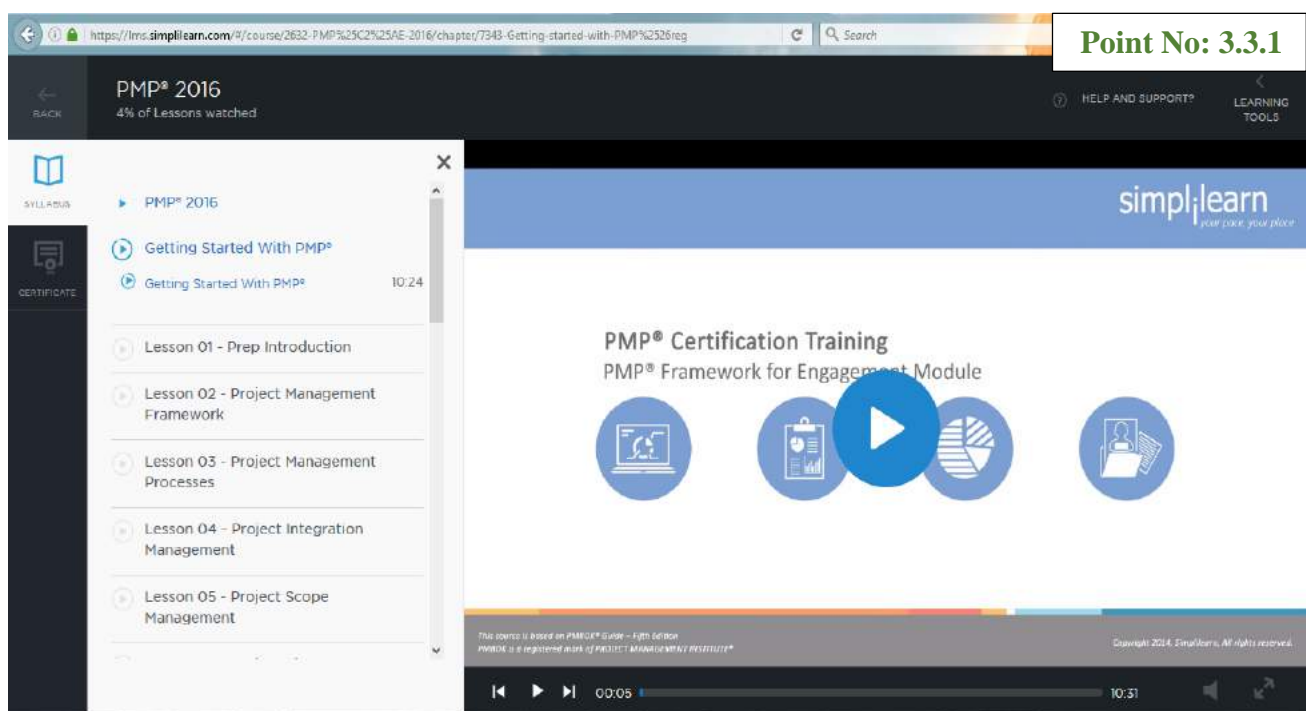 https://lms.simplilearn.com/#/course/2632-PMP%25C2%25AE-2016/chapter/7343-Getting-started-with-PMP%2526reg
Search
Point No: 3.3.1
BACK
PMP® 2016
4% of Lessons watched
HELP AND SUPPORT?
LEARNING
TOOLS
SYLLABUS
CERTIFICATE
PMP® 2016
Getting Started With PMP®
Getting Started With PMP® 10:24
Lesson 01 - Prep Introduction
Lesson 02 - Project Management
Framework
Lesson 03 - Project Management
Processes
Lesson 04 - Project Integration
Management
Lesson 05 - Project Scope
Management
simplilearn
your pace, your place
PMP® Certification Training
PMP® Framework for Engagement Module
This course is based on PMBOK® Guide – Fifth Edition
PMBOK is a registered mark of PROJECT MANAGEMENT INSTITUTE®
Copyright 2014, Simplilearn, All rights reserved.
00:05
10:31